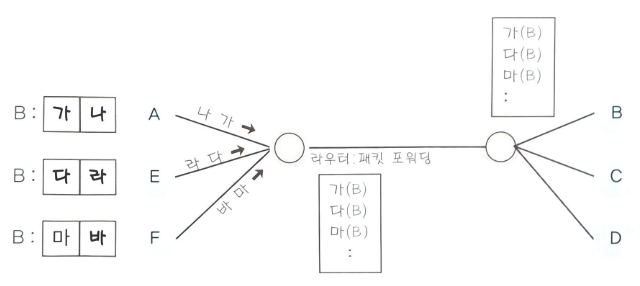 가(B)
다(B)
마(B)
:
B: 가 나
A
나 가
B
B: 다 라
E
라 다
라우터:패킷 포워딩
C
B: 마 바
F
바 마
가(B)
다(B)
마(B)
:
D